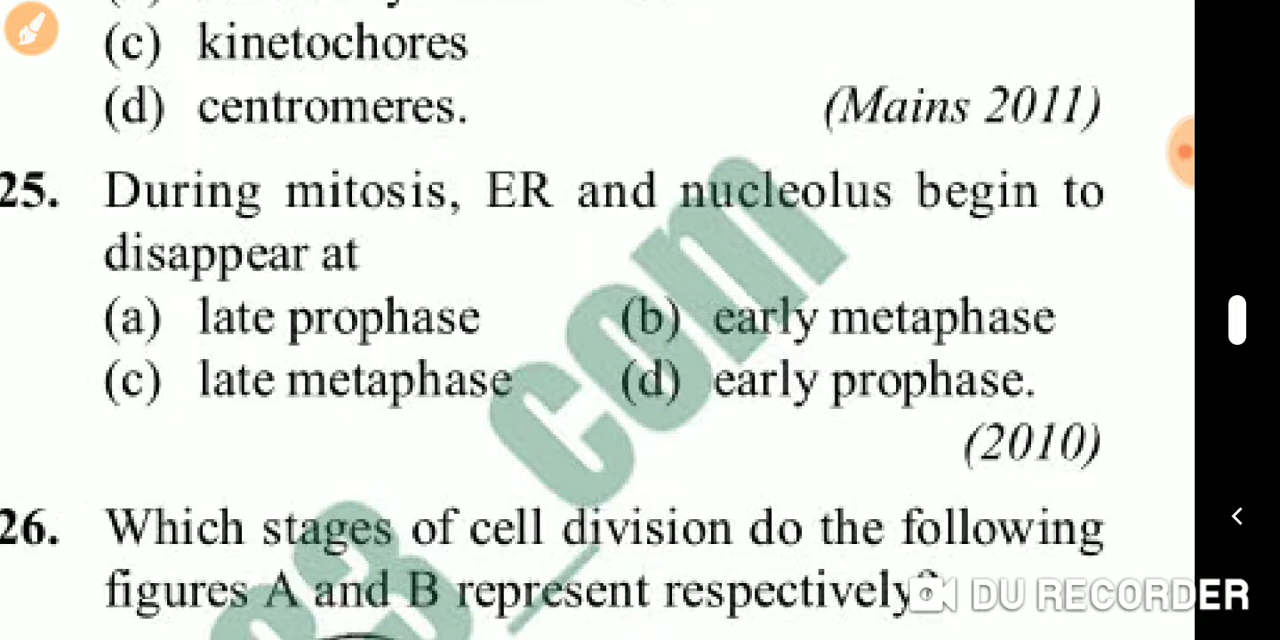 (c) kinetochores
(d) centromeres. (Mains 2011)
25. During mitosis, ER and nucleolus begin to
disappear at
(a) late prophase (b) early metaphase
(c) late metaphase (d) early prophase.
(2010)
26. Which stages of cell division do the following
figures A and B represent respectively?
DU RECORDER
3_com